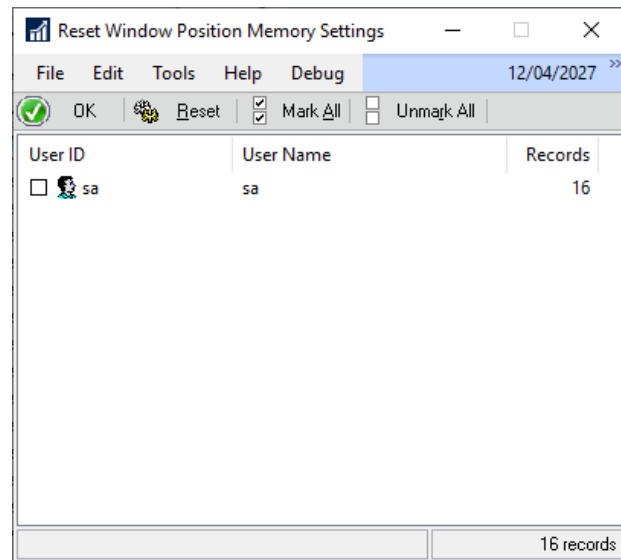 Reset Window Position Memory Settings
File Edit Tools Help Debug 12/04/2027 »
OK Reset Mark All Unmark All
User ID User Name Records
sa sa 16
16 records